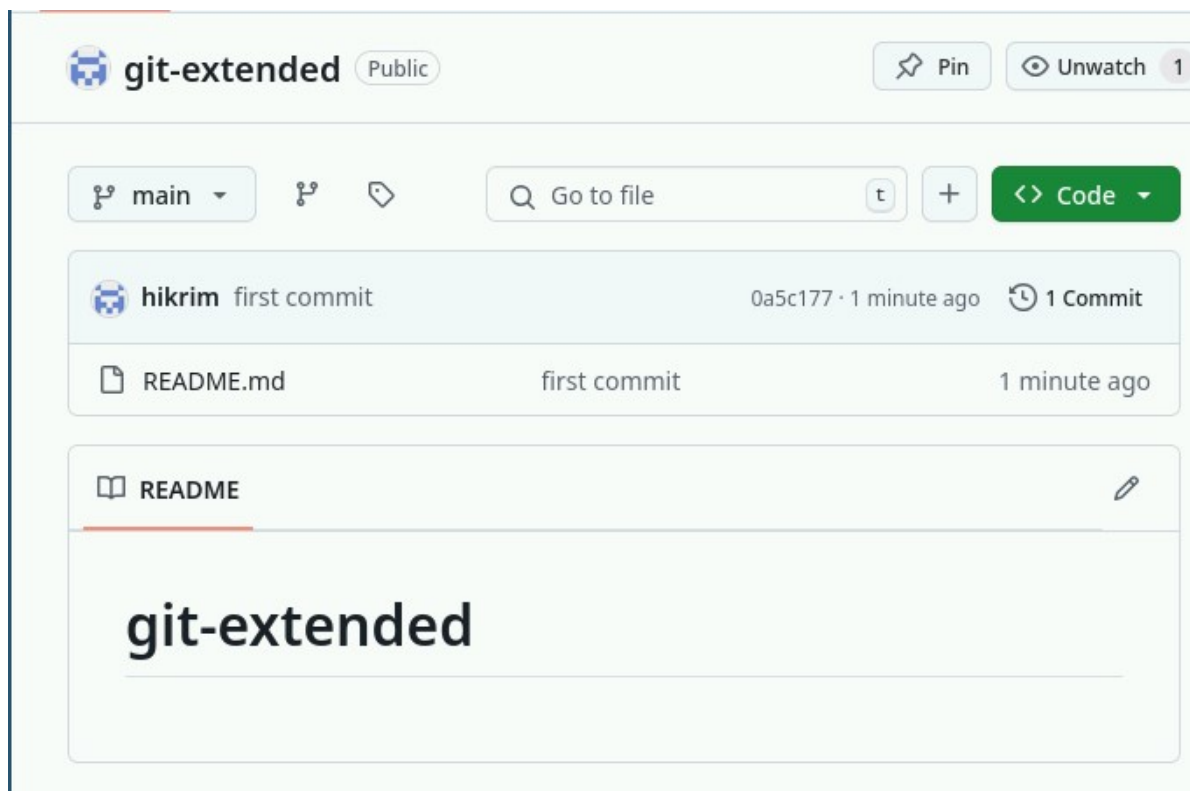 git-extended Public Pin Unwatch 1
main Go to file t + Code
hikrim first commit 0a5c177 · 1 minute ago 1 Commit
README.md first commit 1 minute ago
README
git-extended